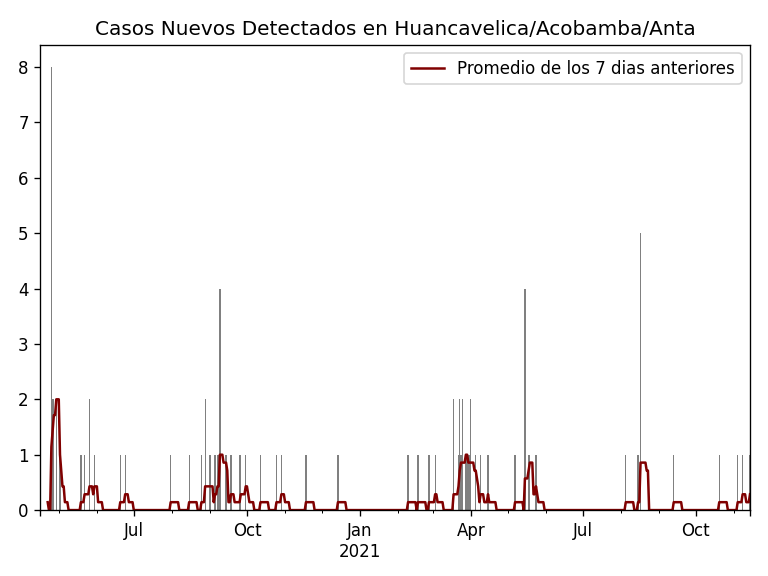 Casos Nuevos Detectados en Huancavelica/Acobamba/Anta
Promedio de los 7 dias anteriores
8
7
6
5
4
3
2
1
0
Jul
Oct
Jan
2021
Apr
Jul
Oct